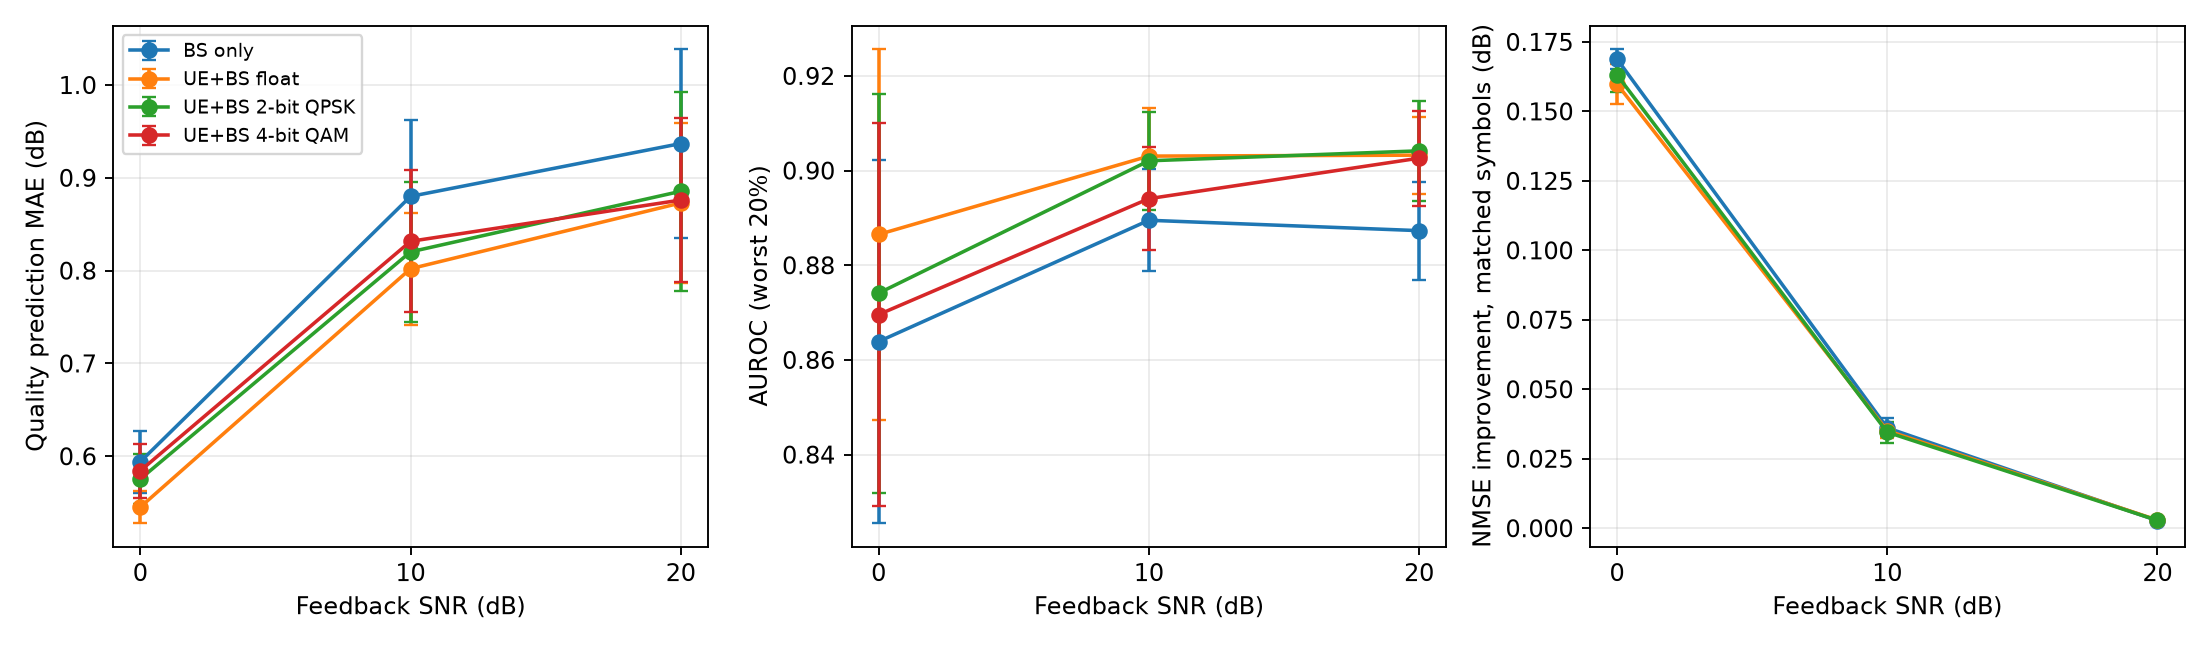 Quality prediction MAE (dB)
1.0
0.9
0.8
0.7
0.6
BS only
UE+BS float
UE+BS 2-bit QPSK
UE+BS 4-bit QAM
0
10
20
Feedback SNR (dB)
AUROC (worst 20%)
0.92
0.90
0.88
0.86
0.84
0
10
20
Feedback SNR (dB)
NMSE improvement, matched symbols (dB)
0.175
0.150
0.125
0.100
0.075
0.050
0.025
0.000
0
10
20
Feedback SNR (dB)